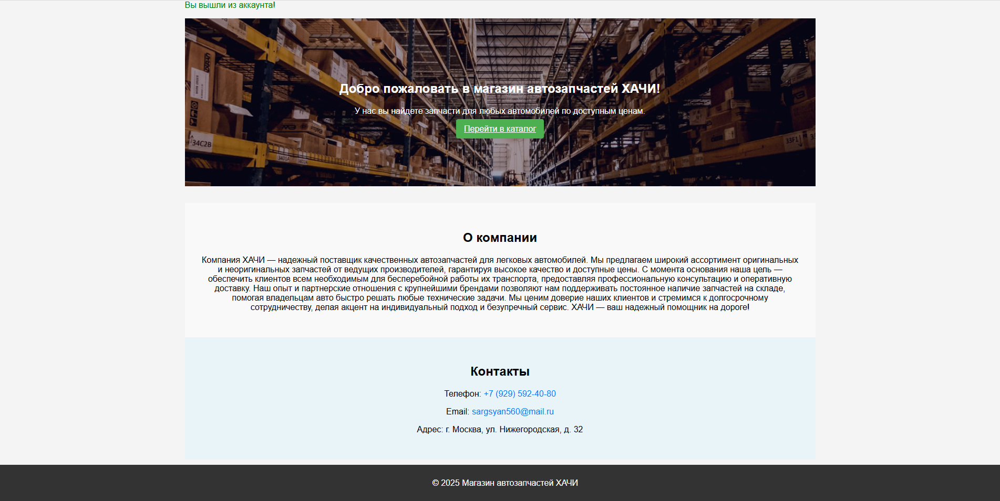 Вы вышли из аккаунта!
Добро пожаловать в магазин автозапчастей ХАЧИ!
У нас вы найдете запчасти для любых автомобилей по доступным ценам.
Перейти в каталог
34C2B
3401A
3402A
33F1
О компании
Компания ХАЧИ — надежный поставщик качественных автозапчастей для легковых автомобилей. Мы предлагаем широкий ассортимент оригинальных
и неоригинальных запчастей от ведущих производителей, гарантируя высокое качество и доступные цены. С момента основания наша цель —
обеспечить клиентов всем необходимым для бесперебойной работы их транспорта, предоставляя профессиональную консультацию и оперативную
доставку. Наш опыт и партнерские отношения с крупнейшими брендами позволяют нам поддерживать постоянное наличие запчастей на складе,
помогая владельцам авто быстро решать любые технические задачи. Мы ценим доверие наших клиентов и стремимся к долгосрочному
сотрудничеству, делая акцент на индивидуальный подход и безупречный сервис. ХАЧИ — ваш надежный помощник на дороге!
Контакты
Телефон: +7 (929) 592-40-80
Email: sargsyan560@mail.ru
Адрес: г. Москва, ул. Нижегородская, д. 32
© 2025 Магазин автозапчастей ХАЧИ